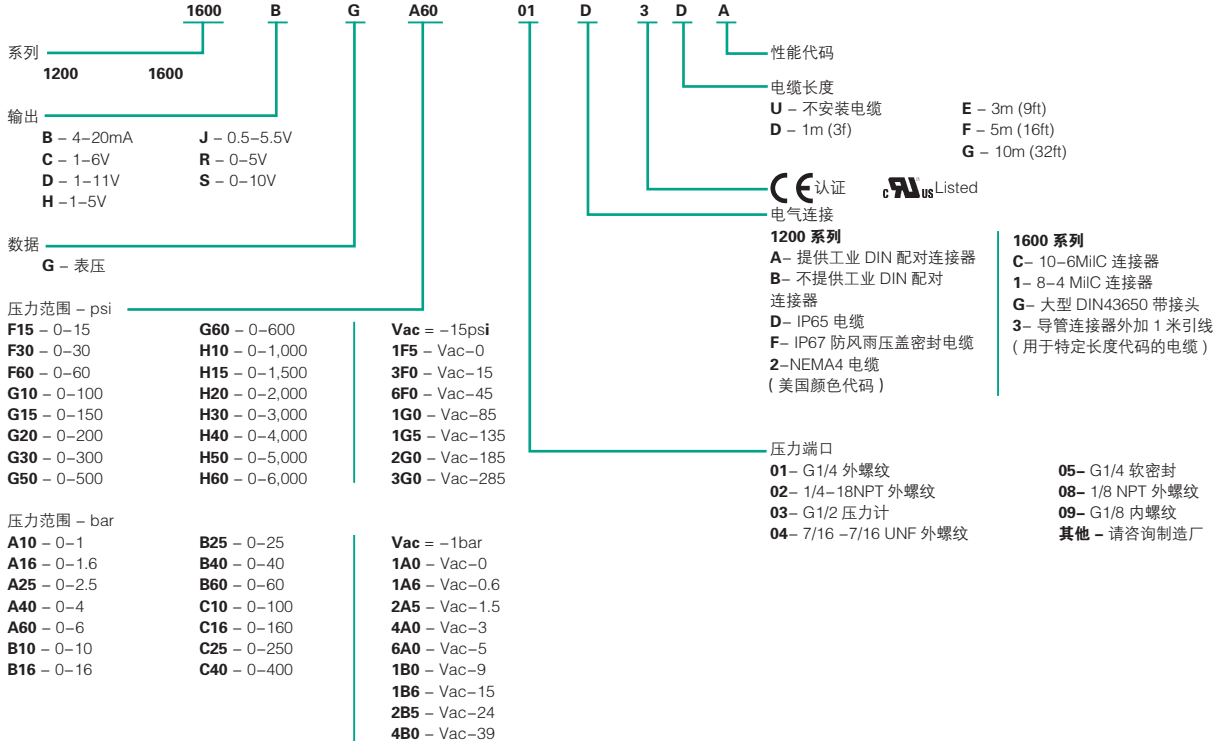 1600 B G A60 01 D 3 D A
系列
1200 1600
输出
B – 4–20mA
C – 1–6V
D – 1–11V
H –1–5V
J – 0.5–5.5V
R – 0–5V
S – 0–10V
数据
G – 表压
压力范围 – psi
F15 – 0–15
F30 – 0–30
F60 – 0–60
G10 – 0–100
G15 – 0–150
G20 – 0–200
G30 – 0–300
G50 – 0–500
G60 – 0–600
H10 – 0–1,000
H15 – 0–1,500
H20 – 0–2,000
H30 – 0–3,000
H40 – 0–4,000
H50 – 0–5,000
H60 – 0–6,000
Vac = –15psi
1F5 – Vac–0
3F0 – Vac–15
6F0 – Vac–45
1G0 – Vac–85
1G5 – Vac–135
2G0 – Vac–185
3G0 – Vac–285
压力范围 – bar
A10 – 0–1
A16 – 0–1.6
A25 – 0–2.5
A40 – 0–4
A60 – 0–6
B10 – 0–10
B16 – 0–16
B25 – 0–25
B40 – 0–40
B60 – 0–60
C10 – 0–100
C16 – 0–160
C25 – 0–250
C40 – 0–400
Vac = –1bar
1A0 – Vac–0
1A6 – Vac–0.6
2A5 – Vac–1.5
4A0 – Vac–3
6A0 – Vac–5
1B0 – Vac–9
1B6 – Vac–15
2B5 – Vac–24
4B0 – Vac–39
性能代码
电缆长度
U – 不安装电缆
D – 1m (3f)
E – 3m (9ft)
F – 5m (16ft)
G – 10m (32ft)
CE 认证 c RU us Listed
电气连接
1200 系列
A– 提供工业 DIN 配对连接器
B– 不提供工业 DIN 配对
连接器
D– IP65 电缆
F– IP67 防风雨压盖密封电缆
2–NEMA4 电缆
( 美国颜色代码 )
1600 系列
C– 10–6MilC 连接器
1– 8–4 MilC 连接器
G– 大型 DIN43650 带接头
3– 导管连接器外加 1 米引线
( 用于特定长度代码的电缆 )
压力端口
01– G1/4 外螺纹
02– 1/4–18NPT 外螺纹
03– G1/2 压力计
04– 7/16 –7/16 UNF 外螺纹
05– G1/4 软密封
08– 1/8 NPT 外螺纹
09– G1/8 内螺纹
其他 – 请咨询制造厂